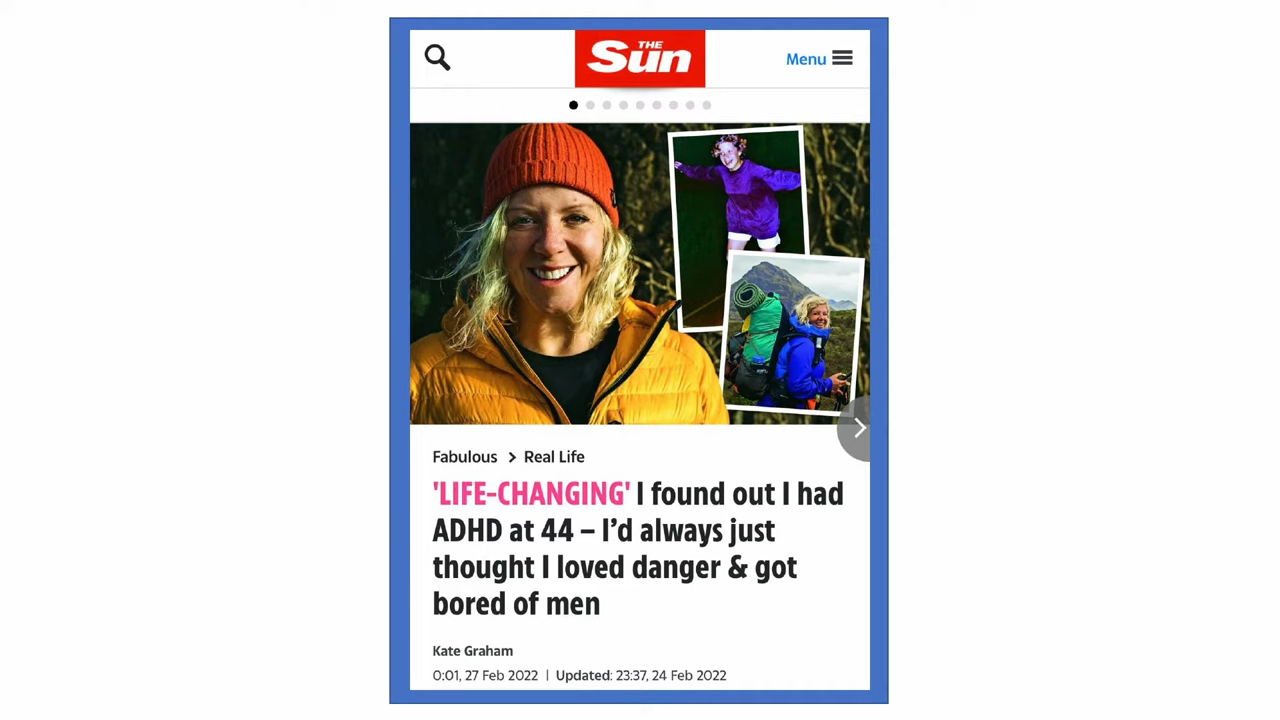 THE
Sun
Menu
Fabulous > Real Life
'LIFE-CHANGING' I found out I had
ADHD at 44 – I’d always just
thought I loved danger & got
bored of men
Kate Graham
0:01, 27 Feb 2022 | Updated: 23:37, 24 Feb 2022